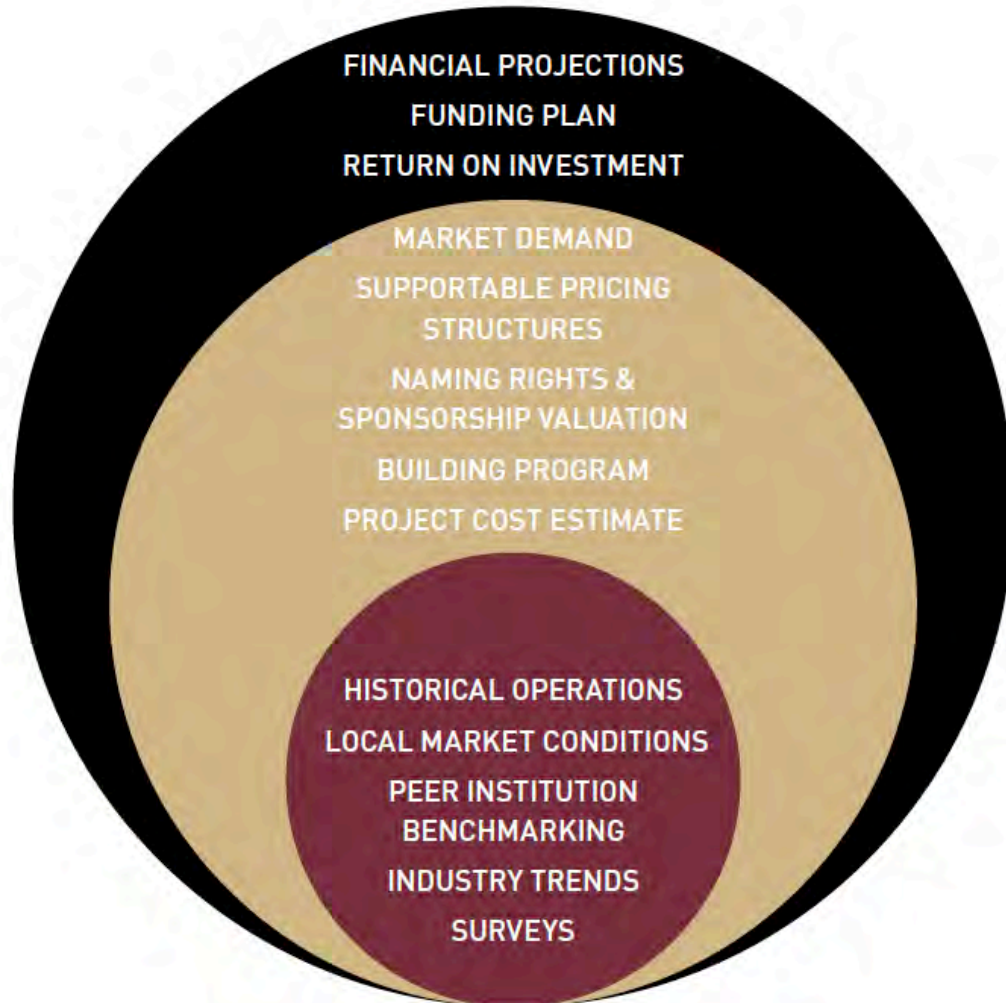 FINANCIAL PROJECTIONS
FUNDING PLAN
RETURN ON INVESTMENT
MARKET DEMAND
SUPPORTABLE PRICING
STRUCTURES
NAMING RIGHTS &
SPONSORSHIP VALUATION
BUILDING PROGRAM
PROJECT COST ESTIMATE
HISTORICAL OPERATIONS
LOCAL MARKET CONDITIONS
PEER INSTITUTION
BENCHMARKING
INDUSTRY TRENDS
SURVEYS